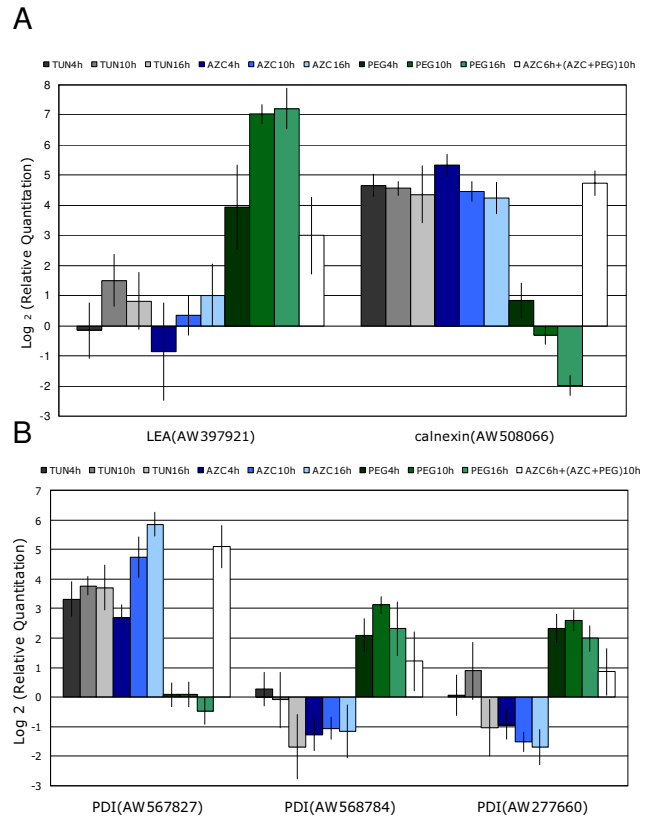 A
TUN4h TUN10h TUN16h AZC4h AZC10h AZC16h PEG4h PEG10h PEG16h AZC6h+(AZC+PEG)10h
8
7
6
5
4
3
2
1
0
-1
-2
-3
Log 2 (Relative Quantitation)
LEA(AW397921) calnexin(AW508066)
B
TUN4h TUN10h TUN16h AZC4h AZC10h AZC16h PEG4h PEG10h PEG16h AZC6h+(AZC+PEG)10h
7
6
5
4
3
2
1
0
-1
-2
-3
Log 2 (Relative Quantitation)
PDI(AW567827) PDI(AW568784) PDI(AW277660)